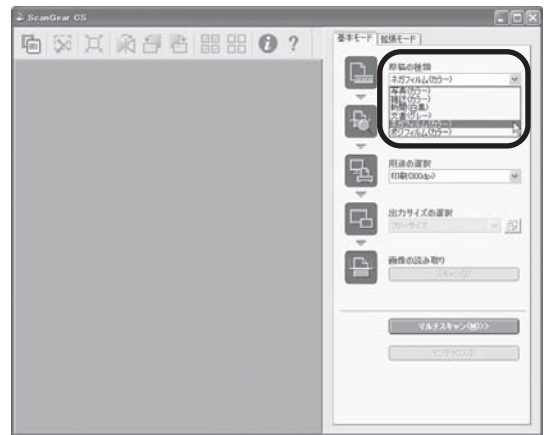 ScanGear CS
基本モード 拡張モード
原稿の種類
ネガフィルム(カラー)
写真(カラー)
雑誌(カラー)
新聞(白黒)
文書(グレー)
ネガフィルム(カラー)
ポジフィルム(カラー)
用途の選択
印刷(300dpi)
出力サイズの選択
フリーサイズ
画像の読み取り
スキャン(S)
マルチスキャン(M)>>